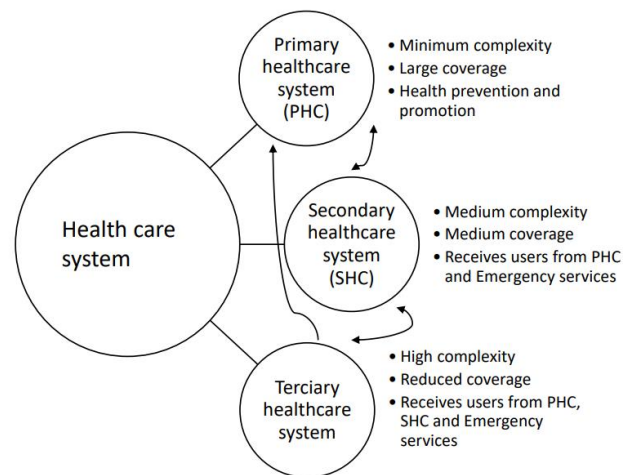 Primary
healthcare
system
(PHC)
• Minimum complexity
• Large coverage
• Health prevention and
promotion
Health care
system
Secondary
healthcare
system
(SHC)
• Medium complexity
• Medium coverage
• Receives users from PHC
and Emergency services
Terciary
healthcare
system
• High complexity
• Reduced coverage
• Receives users from PHC,
SHC and Emergency
services